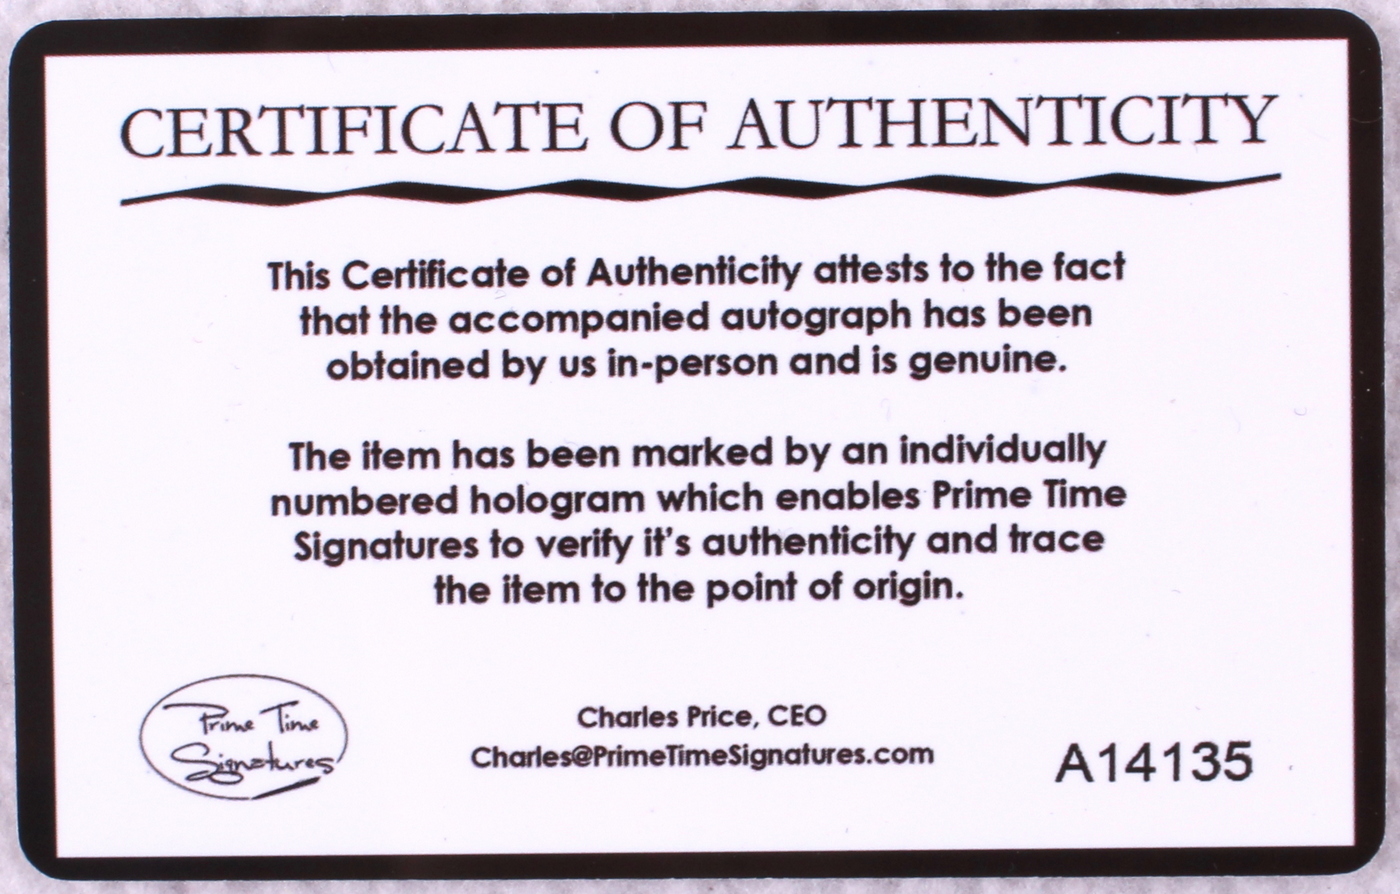 CERTIFICATE OF AUTHENTICITY
This Certificate of Authenticity attests to the fact
that the accompanied autograph has been
obtained by us in-person and is genuine.
The item has been marked by an individually
numbered hologram which enables Prime Time
Signatures to verify it's authenticity and trace
the item to the point of origin.
Prime Time
Signatures
Charles Price, CEO
Charles@PrimeTimeSignatures.com
A14135